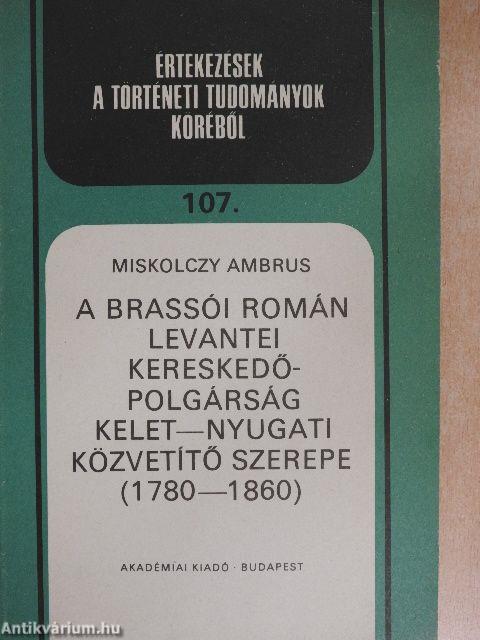 ÉRTEKEZÉSEK
A TÖRTÉNETI TUDOMÁNYOK
KÖRÉBŐL
107.
MISKOLCZY AMBRUS
A BRASSÓI ROMÁN
LEVANTEI
KERESKEDŐ-
POLGÁRSÁG
KELET—NYUGATI
KÖZVETÍTŐ SZEREPE
(1780—1860)
AKADÉMIAI KIADÓ · BUDAPEST
Antikvárium.hu